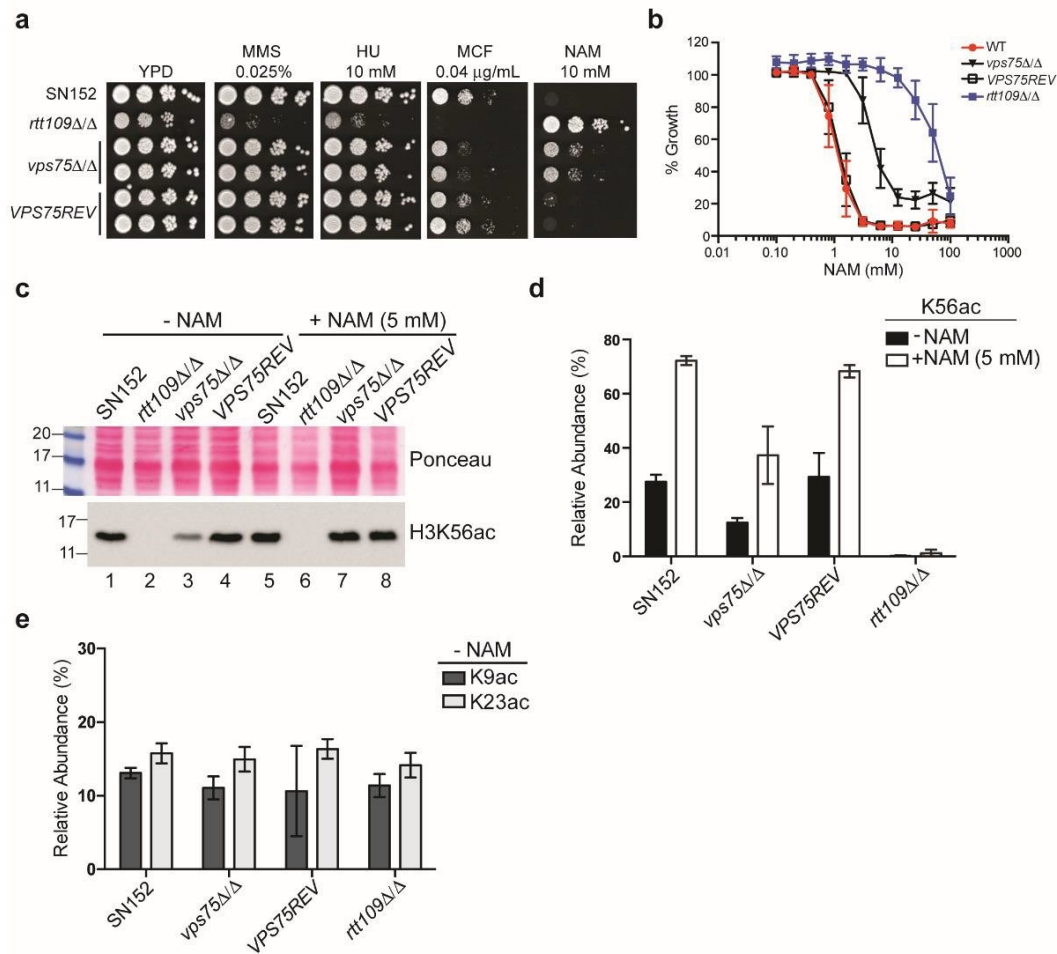 a
YPD
MMS
0.025%
HU
10 mM
MCF
0.04 µg/mL
NAM
10 mM
SN152
rtt109Δ/Δ
vps75Δ/Δ
VPS75REV
b
% Growth
120
100
80
60
40
20
0
0.01
0.10
1
10
100
1000
NAM (mM)
WT
vps75Δ/Δ
VPS75REV
rtt109Δ/Δ
c
- NAM
+ NAM (5 mM)
SN152
rtt109Δ/Δ
vps75Δ/Δ
VPS75REV
SN152
rtt109Δ/Δ
vps75Δ/Δ
VPS75REV
20
17
11
Ponceau
17
11
H3K56ac
1 2 3 4 5 6 7 8
d
K56ac
-NAM
+NAM (5 mM)
Relative Abundance (%)
80
60
40
20
0
SN152
vps75Δ/Δ
VPS75REV
rtt109Δ/Δ
e
- NAM
K9ac
K23ac
Relative Abundance (%)
30
20
10
0
SN152
vps75Δ/Δ
VPS75REV
rtt109Δ/Δ